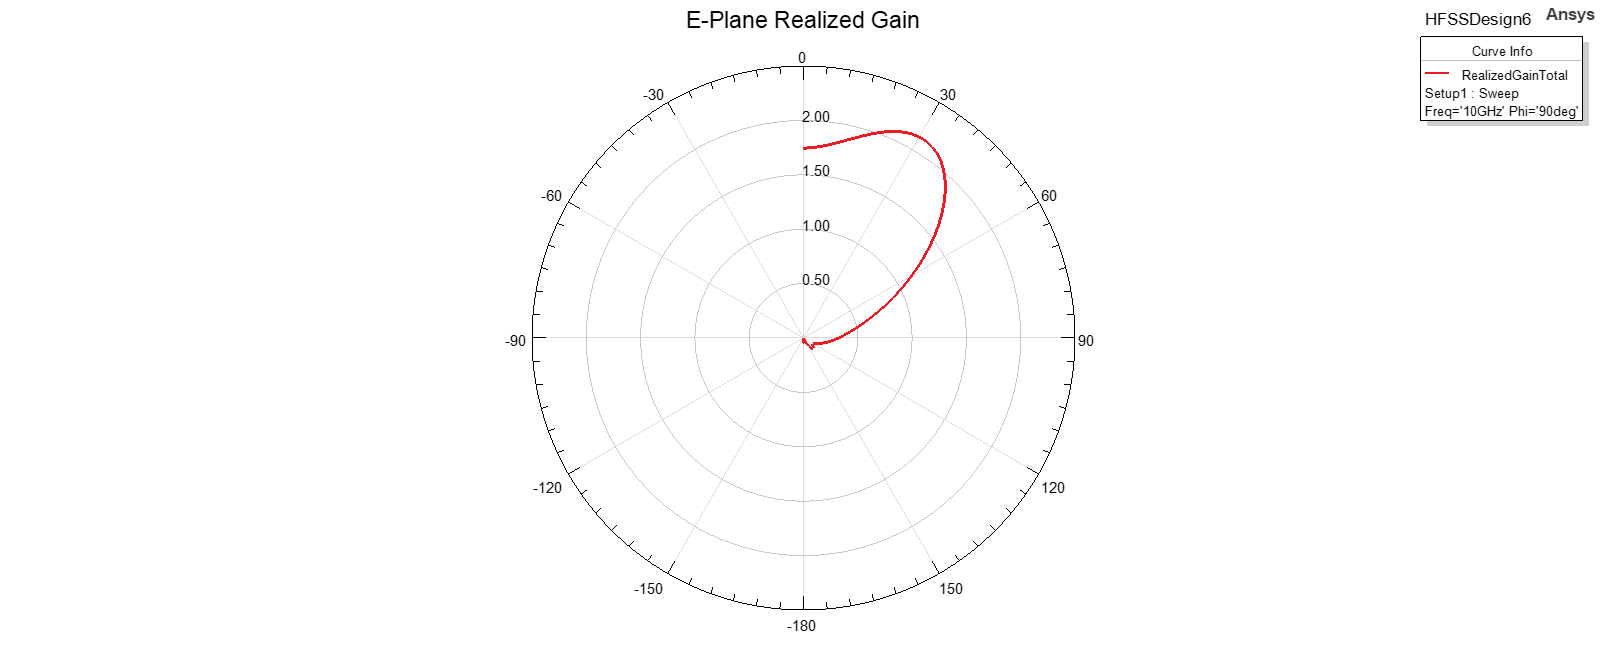 E-Plane Realized Gain
HFSSDesign6
Ansys
Curve Info
RealizedGainTotal
Setup1 : Sweep
Freq='10GHz' Phi='90deg'
0
-30
30
2.00
1.50
-60
60
1.00
0.50
-90
90
-120
120
-150
150
-180